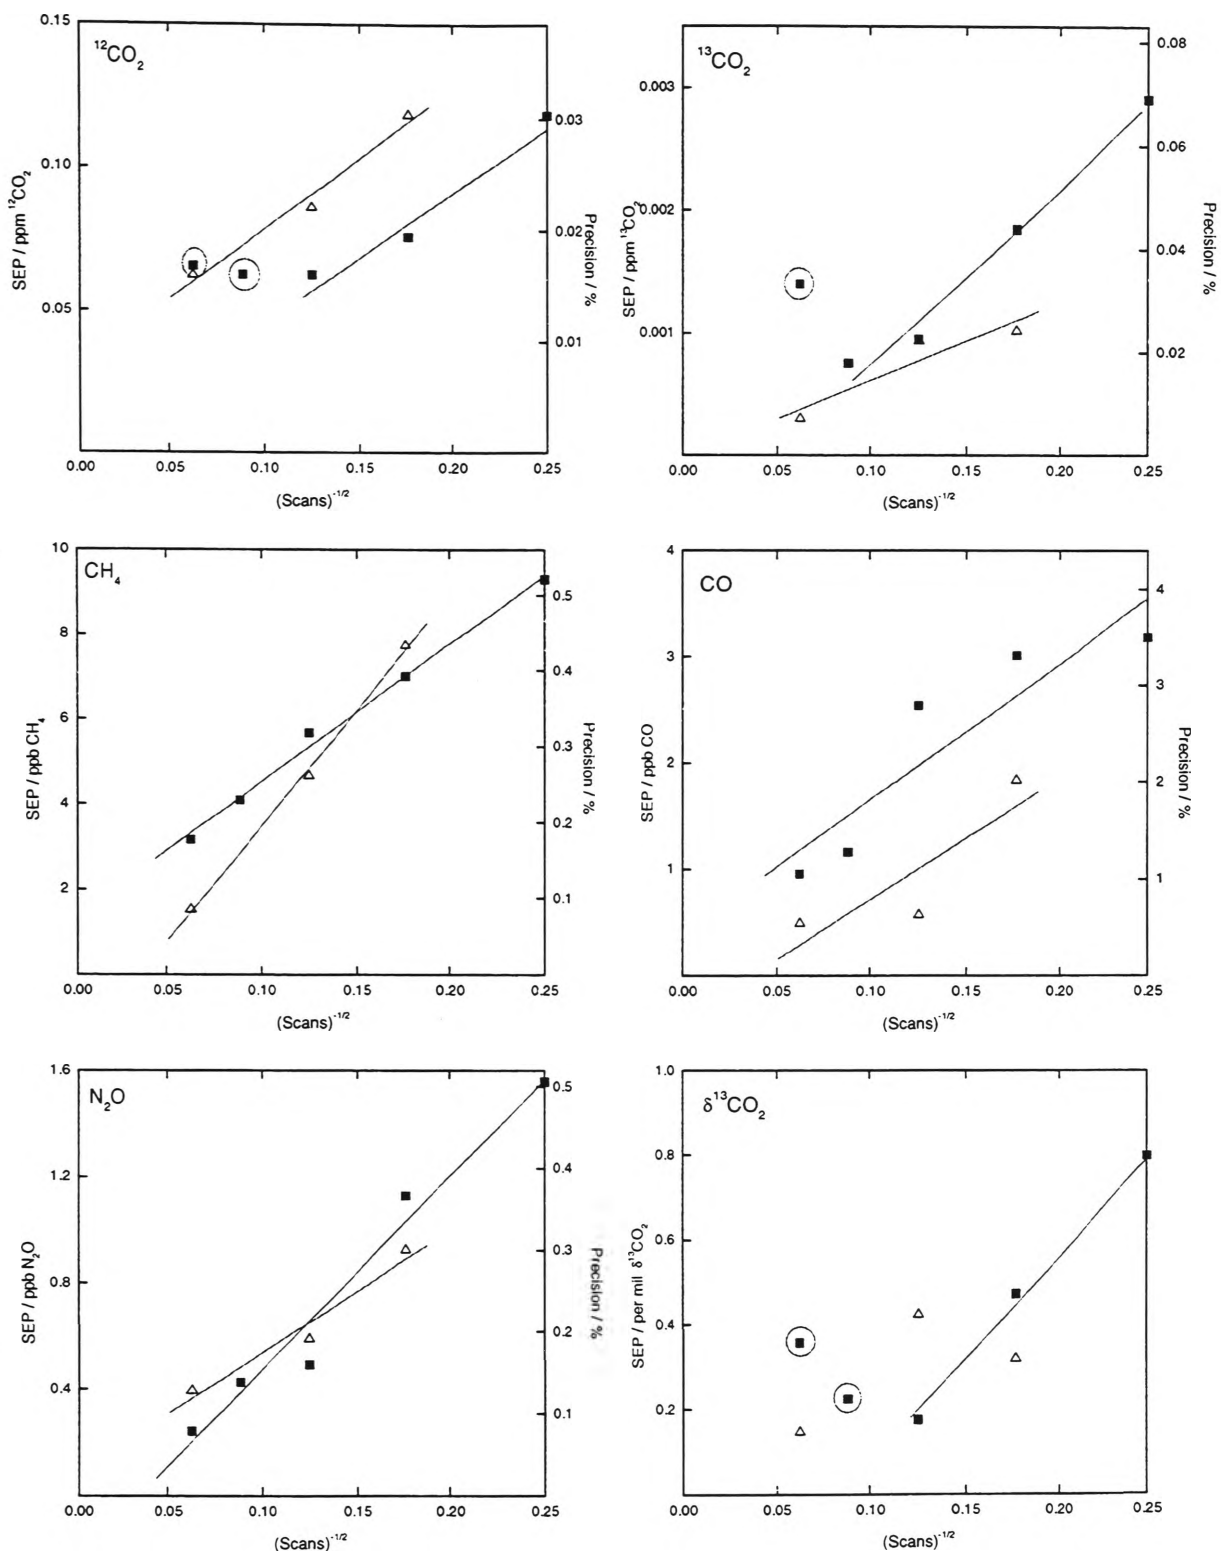 ¹²CO₂
0.15
0.10
0.05
SEP / ppm ¹²CO₂
0.03
0.02
0.01
Precision / %
0.00 0.05 0.10 0.15 0.20 0.25
(Scans)⁻¹/²
¹³CO₂
0.003
0.002
0.001
SEP / ppm ¹³CO₂
0.08
0.06
0.04
0.02
Precision / %
0.00 0.05 0.10 0.15 0.20 0.25
(Scans)⁻¹/²
CH₄
10
8
6
4
2
SEP / ppb CH₄
0.5
0.4
0.3
0.2
0.1
Precision / %
0.00 0.05 0.10 0.15 0.20 0.25
(Scans)⁻¹/²
CO
4
3
2
1
SEP / ppb CO
4
3
2
1
Precision / %
0.00 0.05 0.10 0.15 0.20 0.25
(Scans)⁻¹/²
N₂O
1.6
1.2
0.8
0.4
SEP / ppb N₂O
0.5
0.4
0.3
0.2
0.1
Precision / %
0.00 0.05 0.10 0.15 0.20 0.25
(Scans)⁻¹/²
δ¹³CO₂
1.0
0.8
0.6
0.4
0.2
SEP / per mil δ¹³CO₂
0.00 0.05 0.10 0.15 0.20 0.25
(Scans)⁻¹/²